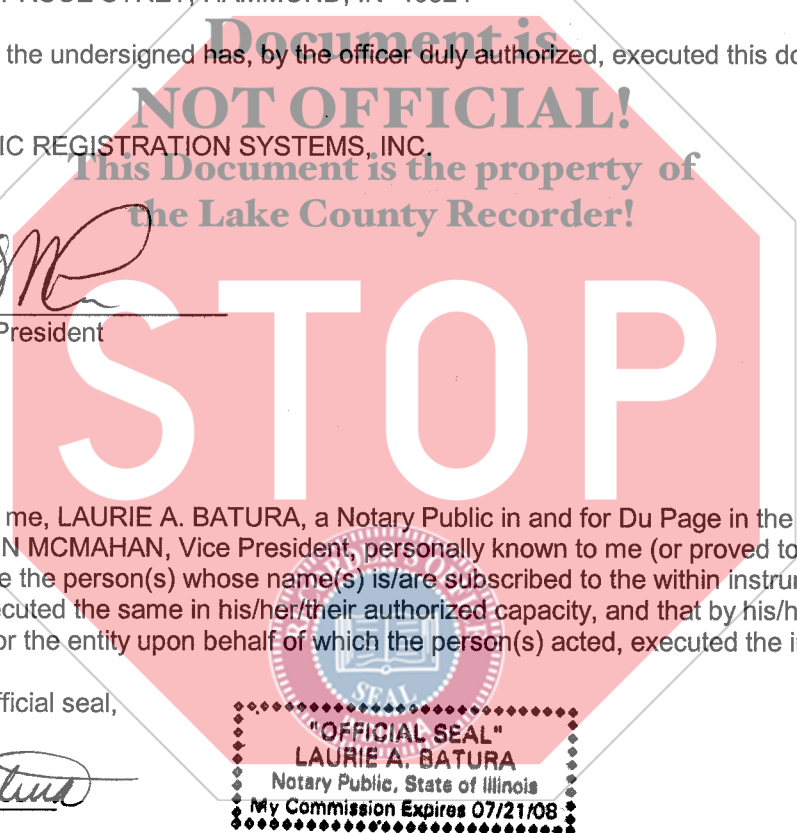 HAMMOND, IN
Document is
the undersigned has, by the officer duly authorized, executed this do
NOT OFFICIAL!
IC REGISTRATION SYSTEMS, INC.
This Document is the property of
the Lake County Recorder!
President
STOP
me, LAURIE A. BATURA, a Notary Public in and for Du Page in the
N MCMAHAN, Vice President, personally known to me (or proved to
e the person(s) whose name(s) is/are subscribed to the within instru
ecuted the same in his/her/their authorized capacity, and that by his/h
or the entity upon behalf of which the person(s) acted, executed the i
SEAL
fficial seal,
"OFFICIAL SEAL"
LAURIE A. BATURA
Notary Public, State of Illinois
My Commission Expires 07/21/08